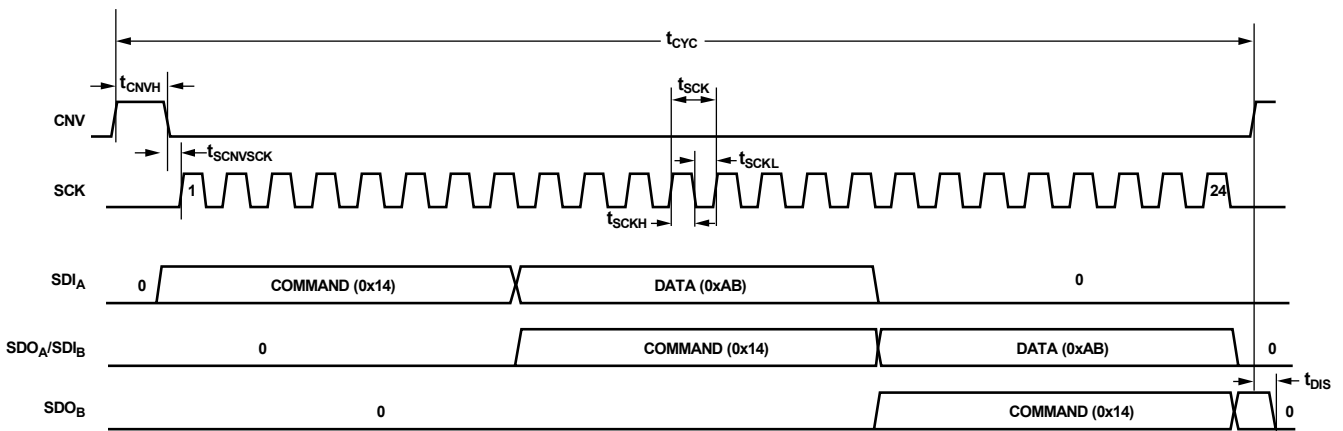 tCYC
tCNVH
tSCK
CNV
tSCNVSCK
tSCKL
SCK
1
24
tSCKH
SDIA
0
COMMAND (0x14)
DATA (0xAB)
0
SDOA/SDIB
0
COMMAND (0x14)
DATA (0xAB)
0
tDIS
SDOB
0
COMMAND (0x14)
0